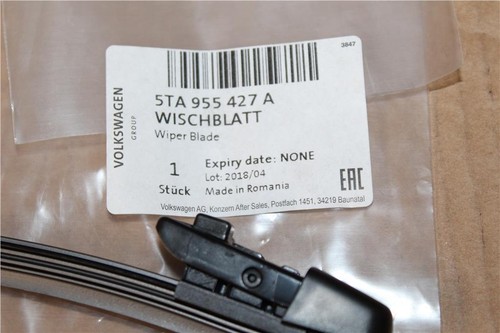 3847
VOLKSWAGEN
GROUP
5TA 955 427 A
WISCHBLATT
Wiper Blade
1
Stück
Expiry date: NONE
Lot: 2018/04
Made in Romania
EAC
Volkswagen AG, Konzern After Sales, Postfach 1451, 34219 Baunatal